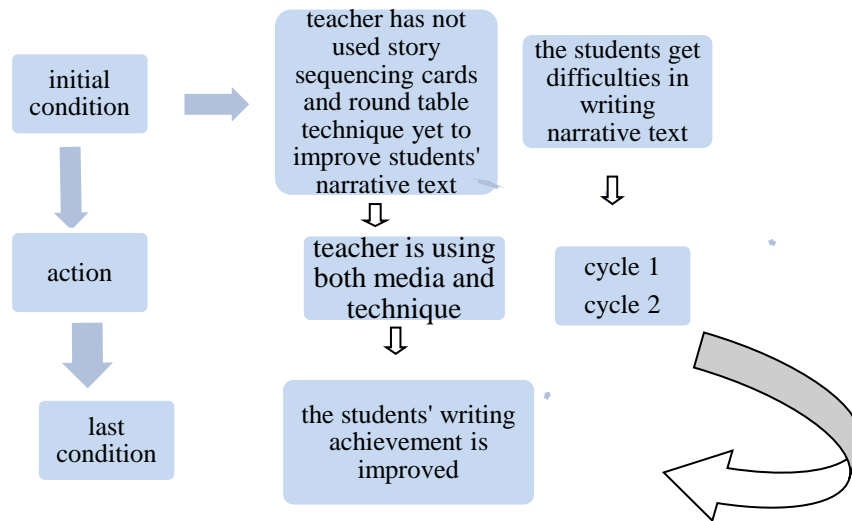 initial
condition
teacher has not
used story
sequencing cards
and round table
technique yet to
improve students'
narrative text
the students get
difficulties in
writing
narrative text
action
teacher is using
both media and
technique
cycle 1
cycle 2
last
condition
the students' writing
achievement is
improved